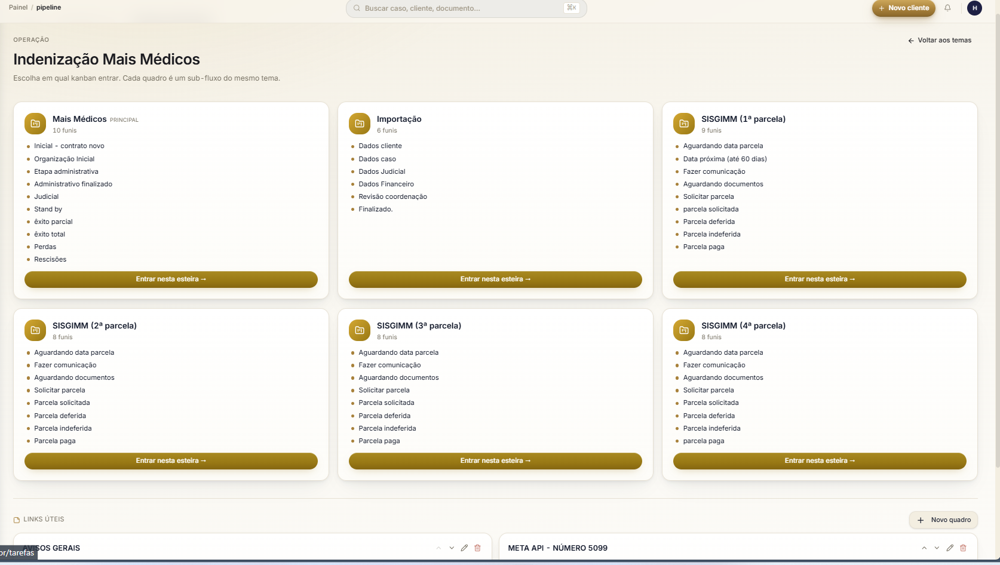 Painel / pipeline
Buscar caso, cliente, documento...
⌘K
+ Novo cliente
H
OPERAÇÃO
← Voltar aos temas
Indenização Mais Médicos
Escolha em qual kanban entrar. Cada quadro é um sub-fluxo do mesmo tema.
Mais Médicos PRINCIPAL
10 funis
Inicial - contrato novo
Organização Inicial
Etapa administrativa
Administrativo finalizado
Judicial
Stand by
êxito parcial
êxito total
Perdas
Rescisões
Entrar nesta esteira →
Importação
6 funis
Dados cliente
Dados caso
Dados Judicial
Dados Financeiro
Revisão coordenação
Finalizado.
Entrar nesta esteira →
SISGIMM (1ª parcela)
9 funis
Aguardando data parcela
Data próxima (até 60 dias)
Fazer comunicação
Aguardando documentos
Solicitar parcela
parcela solicitada
Parcela deferida
Parcela indeferida
Parcela paga
Entrar nesta esteira →
SISGIMM (2ª parcela)
8 funis
Aguardando data parcela
Fazer comunicação
Aguardando documentos
Solicitar parcela
Parcela solicitada
Parcela deferida
Parcela indeferida
Parcela paga
Entrar nesta esteira →
SISGIMM (3ª parcela)
8 funis
Aguardando data parcela
Fazer comunicação
Aguardando documentos
Solicitar parcela
Parcela solicitada
Parcela deferida
Parcela indeferida
Parcela paga
Entrar nesta esteira →
SISGIMM (4ª parcela)
8 funis
Aguardando data parcela
Fazer comunicação
Aguardando documentos
Solicitar parcela
Parcela solicitada
Parcela deferida
Parcela indeferida
parcela paga
Entrar nesta esteira →
LINKS ÚTEIS
+ Novo quadro
AVISOS GERAIS
META API - NÚMERO 5099
or/tarefas